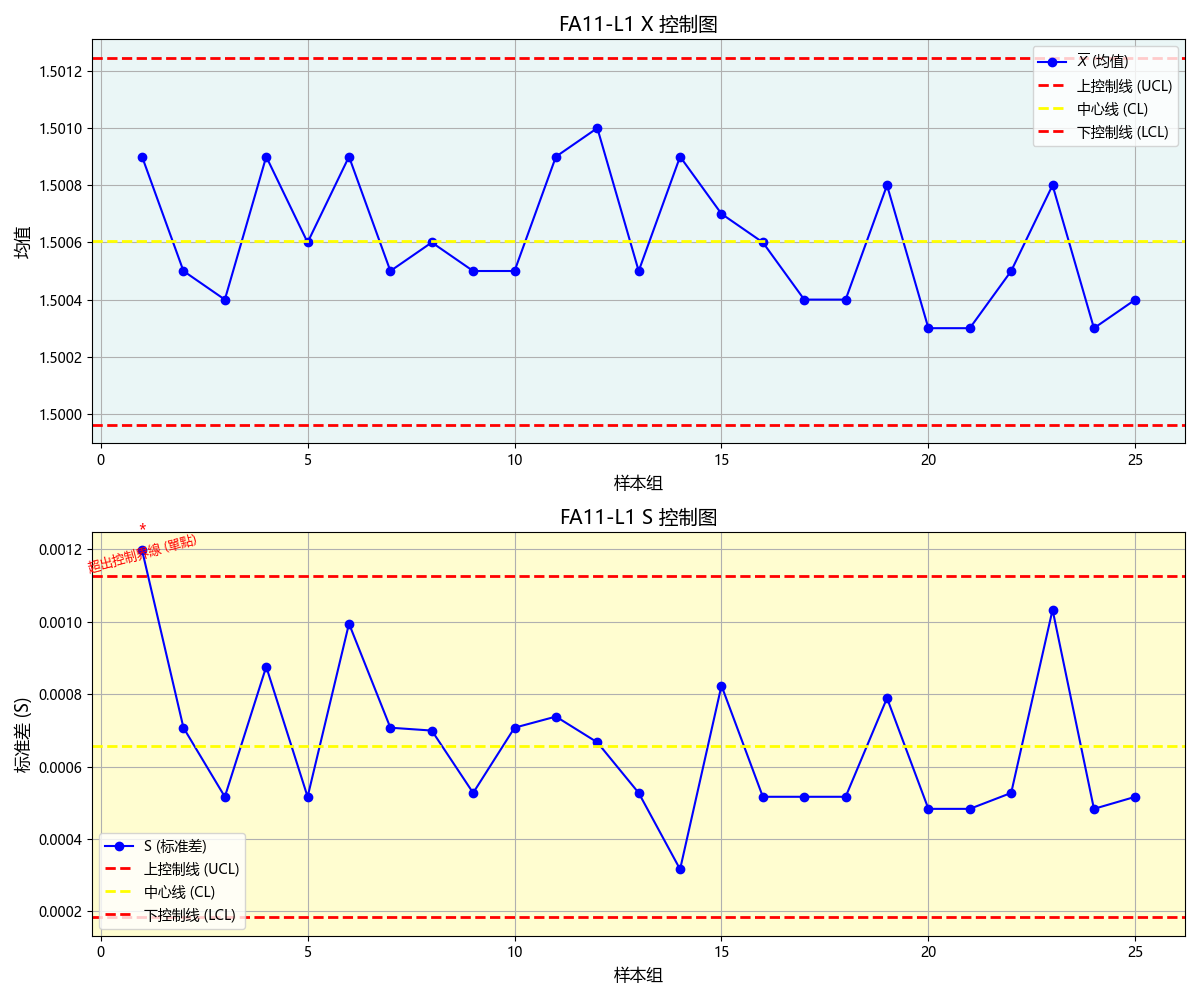 FA11-L1 X 控制图
均值
1.5012
1.5010
1.5008
1.5006
1.5004
1.5002
1.5000
X (均值)
上控制线 (UCL)
中心线 (CL)
下控制线 (LCL)
0 5 10 15 20 25
样本组
FA11-L1 S 控制图
*
超出控制界線 (單點)
标准差 (S)
0.0012
0.0010
0.0008
0.0006
0.0004
0.0002
S (标准差)
上控制线 (UCL)
中心线 (CL)
下控制线 (LCL)
0 5 10 15 20 25
样本组